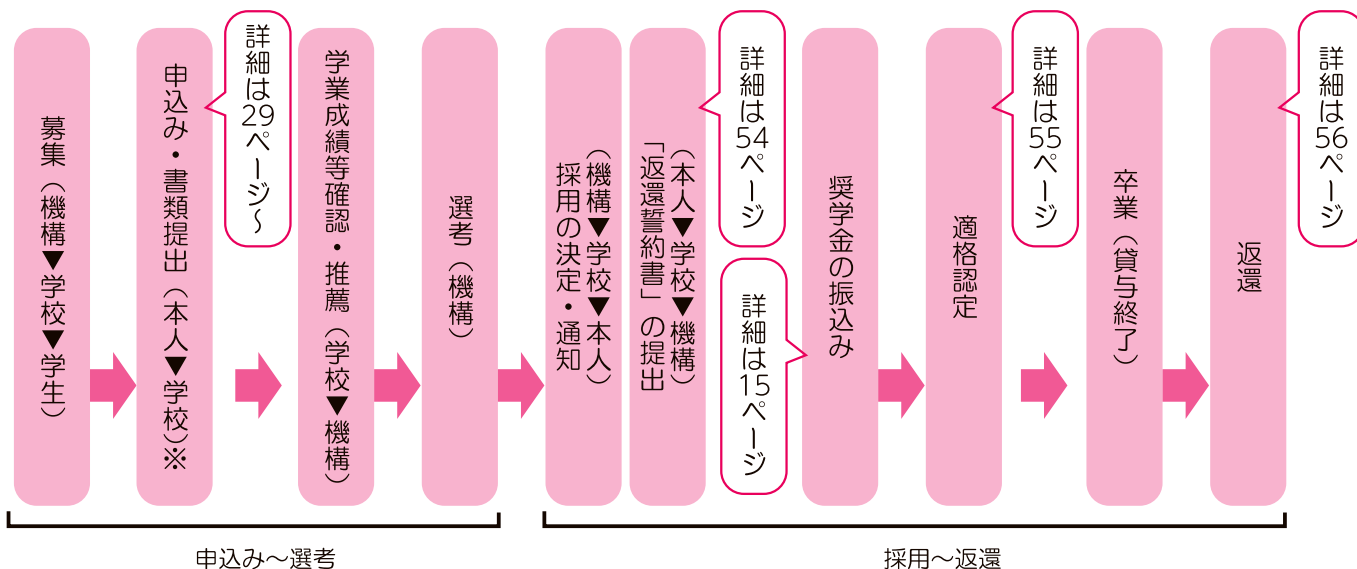 募集（機構▼学校▼学生）
申込み・書類提出（本人▼学校）※
詳細は29ページ～
学業成績等確認・推薦（学校▼機構）
選考（機構）
採用の決定・通知
（機構▼学校▼本人）
「返還誓約書」の提出
（本人▼学校▼機構）
詳細は54ページ
詳細は15ページ
奨学金の振込み
適格認定
詳細は55ページ
卒業（貸与終了）
返還
詳細は56ページ
申込み～選考
採用～返還